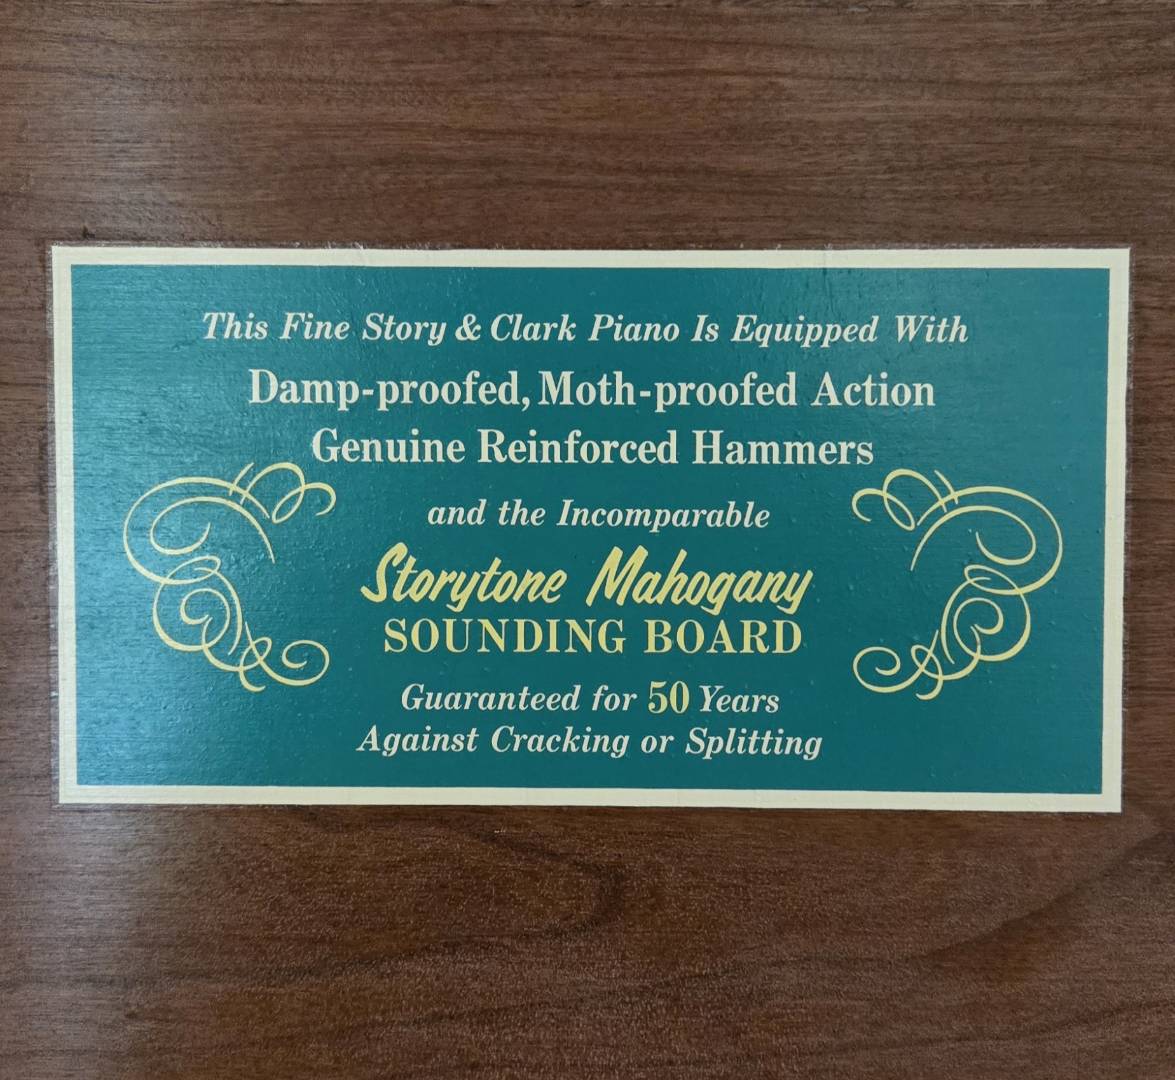 This Fine Story & Clark Piano Is Equipped With
Damp-proofed, Moth-proofed Action
Genuine Reinforced Hammers
and the Incomparable
Storytone Mahogany
SOUNDING BOARD
Guaranteed for 50 Years
Against Cracking or Splitting